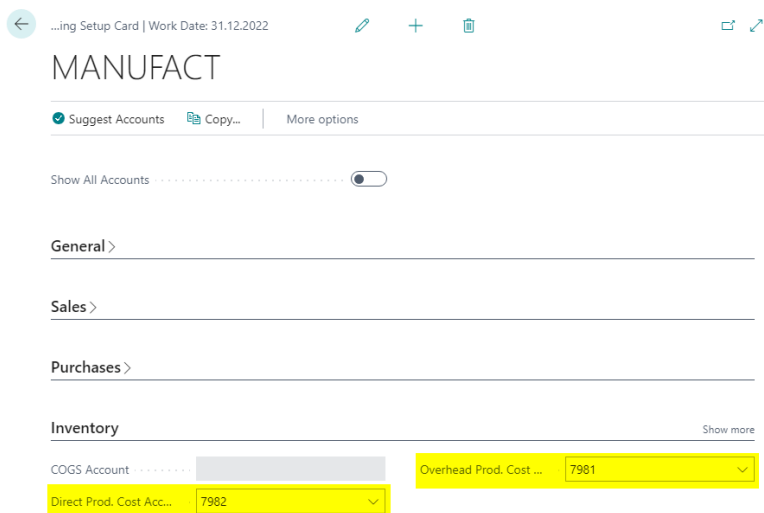 ...ing Setup Card | Work Date: 31.12.2022
MANUFACT
Suggest Accounts Copy... More options
Show All Accounts
General
Sales
Purchases
Inventory Show more
COGS Account Overhead Prod. Cost ... 7981
Direct Prod. Cost Acc... 7982